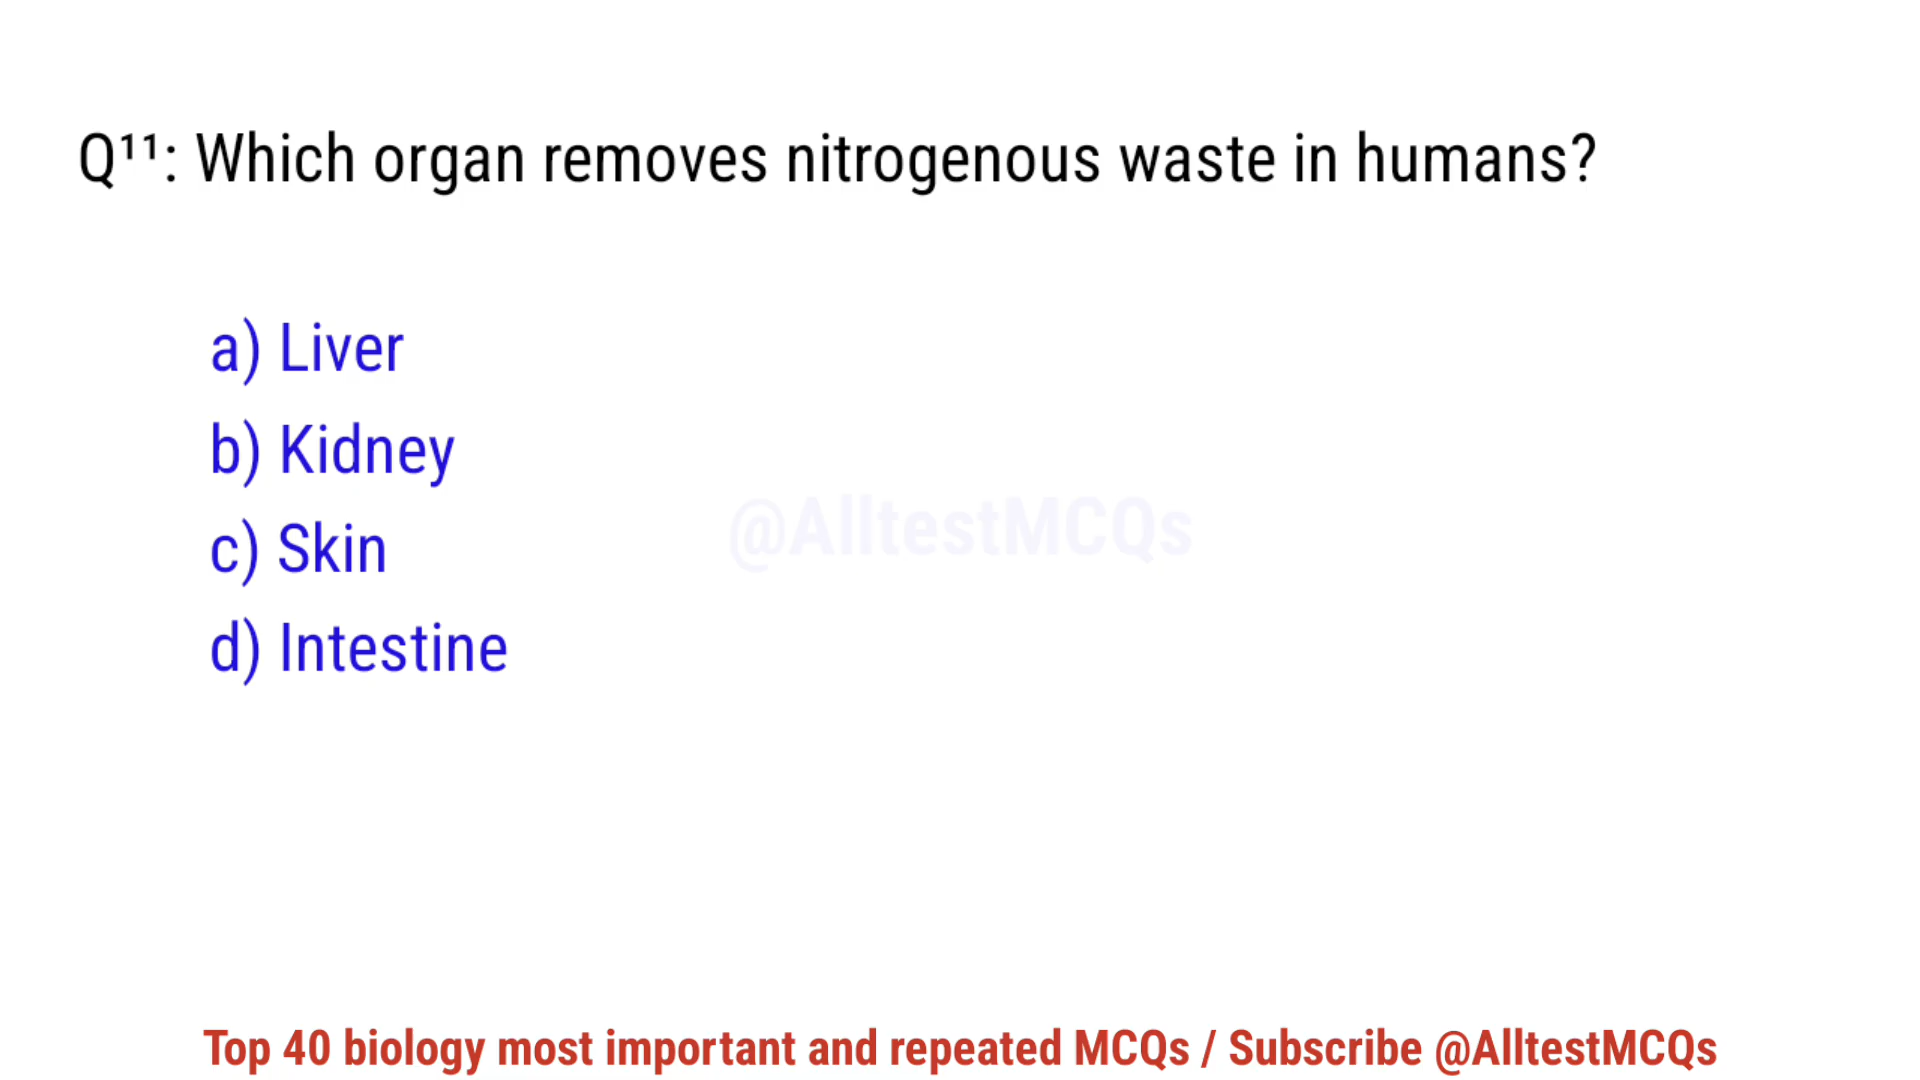 Q¹¹: Which organ removes nitrogenous waste in humans?
a) Liver
b) Kidney
@AlltestMCQs
c) Skin
d) Intestine
Top 40 biology most important and repeated MCQs / Subscribe @AlltestMCQs